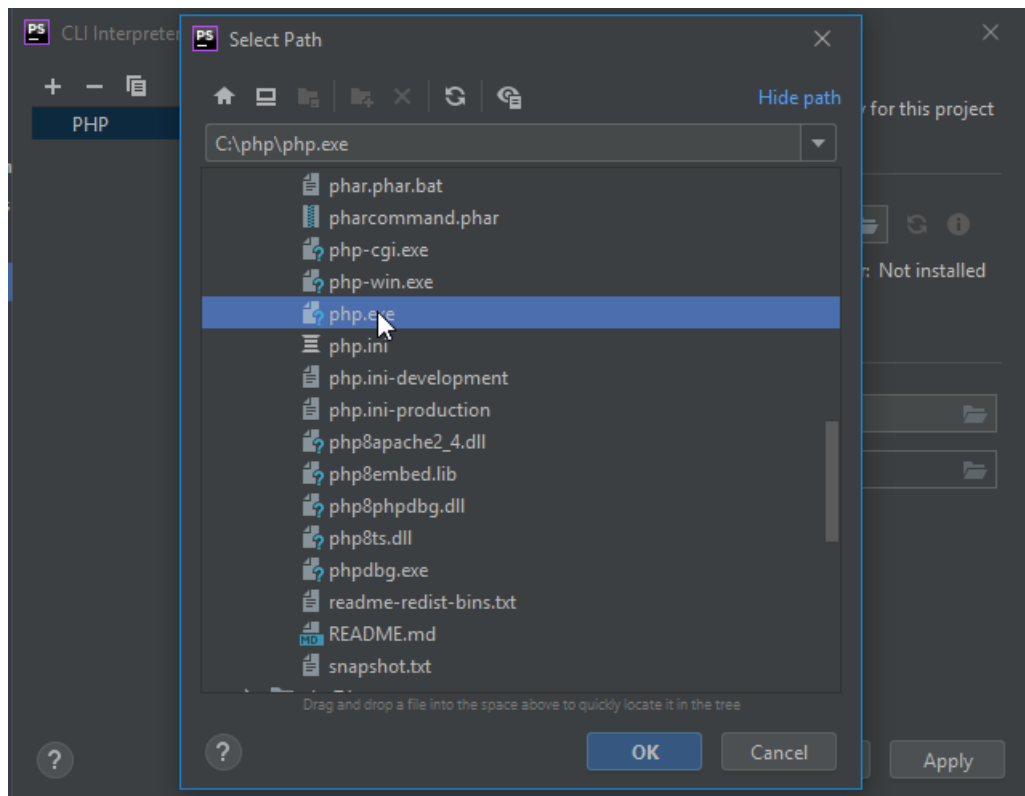 PS CLI Interpreter
PS Select Path
Hide path
for this project
PHP
C:\php\php.exe
phar.phar.bat
pharcommand.phar
php-cgi.exe
: Not installed
php-win.exe
php.exe
php.ini
php.ini-development
php.ini-production
php8apache2_4.dll
php8embed.lib
php8phpdbg.dll
php8ts.dll
phpdbg.exe
readme-redist-bins.txt
MD README.md
snapshot.txt
Drag and drop a file into the space above to quickly locate it in the tree
? ? OK Cancel Apply